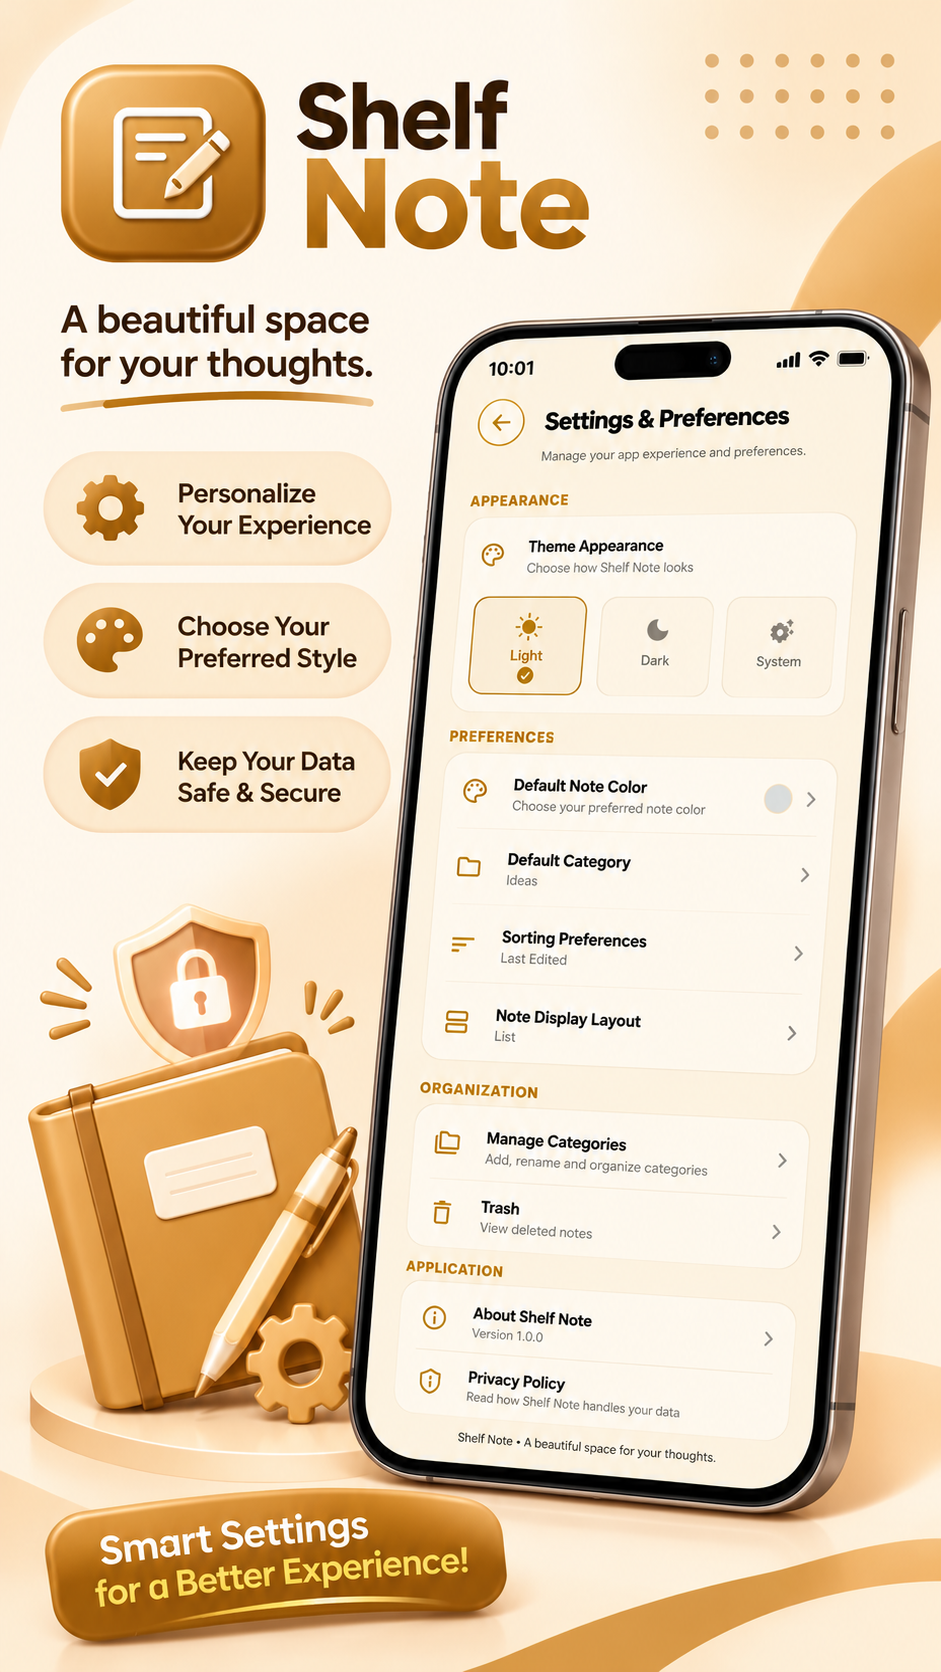 Shelf
Note
A beautiful space
for your thoughts.
Personalize
Your Experience
Choose Your
Preferred Style
Keep Your Data
Safe & Secure
10:01
Settings & Preferences
Manage your app experience and preferences.
APPEARANCE
Theme Appearance
Choose how Shelf Note looks
Light
Dark
System
PREFERENCES
Default Note Color
Choose your preferred note color
Default Category
Ideas
Sorting Preferences
Last Edited
Note Display Layout
List
ORGANIZATION
Manage Categories
Add, rename and organize categories
Trash
View deleted notes
APPLICATION
About Shelf Note
Version 1.0.0
Privacy Policy
Read how Shelf Note handles your data
Shelf Note • A beautiful space for your thoughts.
Smart Settings
for a Better Experience!